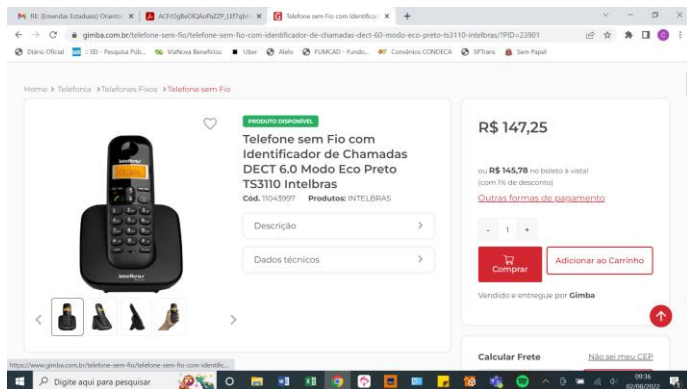 RE: (Emendas Estaduais) Orienta
Telefone sem Fio com Identificad
gimba.com.br/telefone-sem-fio/telefone-sem-fio-com-identificador-de-chamadas-dect-60-modo-eco-preto-ts3110-intelbras/?PID=23901
Diário Oficial
:: SEI - Pesquisa Púb...
VaNova Benefícios
Uber
Alelo
FUMCAD - Fundo...
Convênios CONDECA
SPTrans
Sem Papel
Home > Telefonia > Telefones Fixos > Telefone sem Fio
PRODUTO DISPONÍVEL
Telefone sem Fio com
Identificador de Chamadas
DECT 6.0 Modo Eco Preto
TS3110 Intelbras
Cód. 11043997 Produtos: INTELBRAS
Descrição
Dados técnicos
R$ 147,25
ou R$ 145,78 no boleto à vista!
(com 1% de desconto)
Outras formas de pagamento
- 1 +
Comprar
Adicionar ao Carrinho
Vendido e entregue por Gimba
Calcular Frete
Não sei meu CEP
https://www.gimba.com.br/telefone-sem-fio/telefone-sem-fio-com-identific...
Digite aqui para pesquisar
09:36
02/08/2022